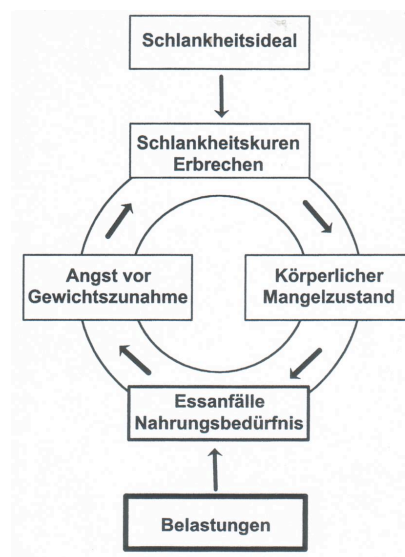 Schlankheitsideal
Schlankheitskuren
Erbrechen
Angst vor
Gewichtszunahme
Körperlicher
Mangelzustand
Essanfälle
Nahrungsbedürfnis
Belastungen